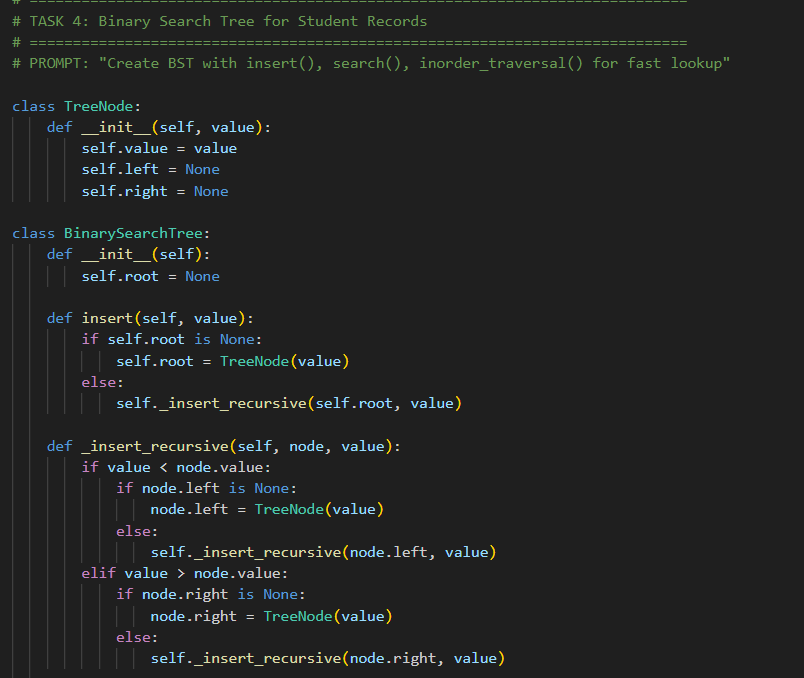 # ============================================================================
# TASK 4: Binary Search Tree for Student Records
# ============================================================================
# PROMPT: "Create BST with insert(), search(), inorder_traversal() for fast lookup"

class TreeNode:
    def __init__(self, value):
        self.value = value
        self.left = None
        self.right = None

class BinarySearchTree:
    def __init__(self):
        self.root = None

    def insert(self, value):
        if self.root is None:
            self.root = TreeNode(value)
        else:
            self._insert_recursive(self.root, value)

    def _insert_recursive(self, node, value):
        if value < node.value:
            if node.left is None:
                node.left = TreeNode(value)
            else:
                self._insert_recursive(node.left, value)
        elif value > node.value:
            if node.right is None:
                node.right = TreeNode(value)
            else:
                self._insert_recursive(node.right, value)